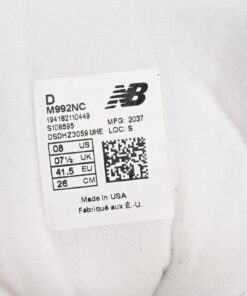 D
M992NC
194182110449
S108595
DSDHZ3059 UHE
NB
MFG: 2037
LOC: S
08 US
07½ UK
41.5 EU
26 CM
Made in USA
Fabriqué aux É.-U.